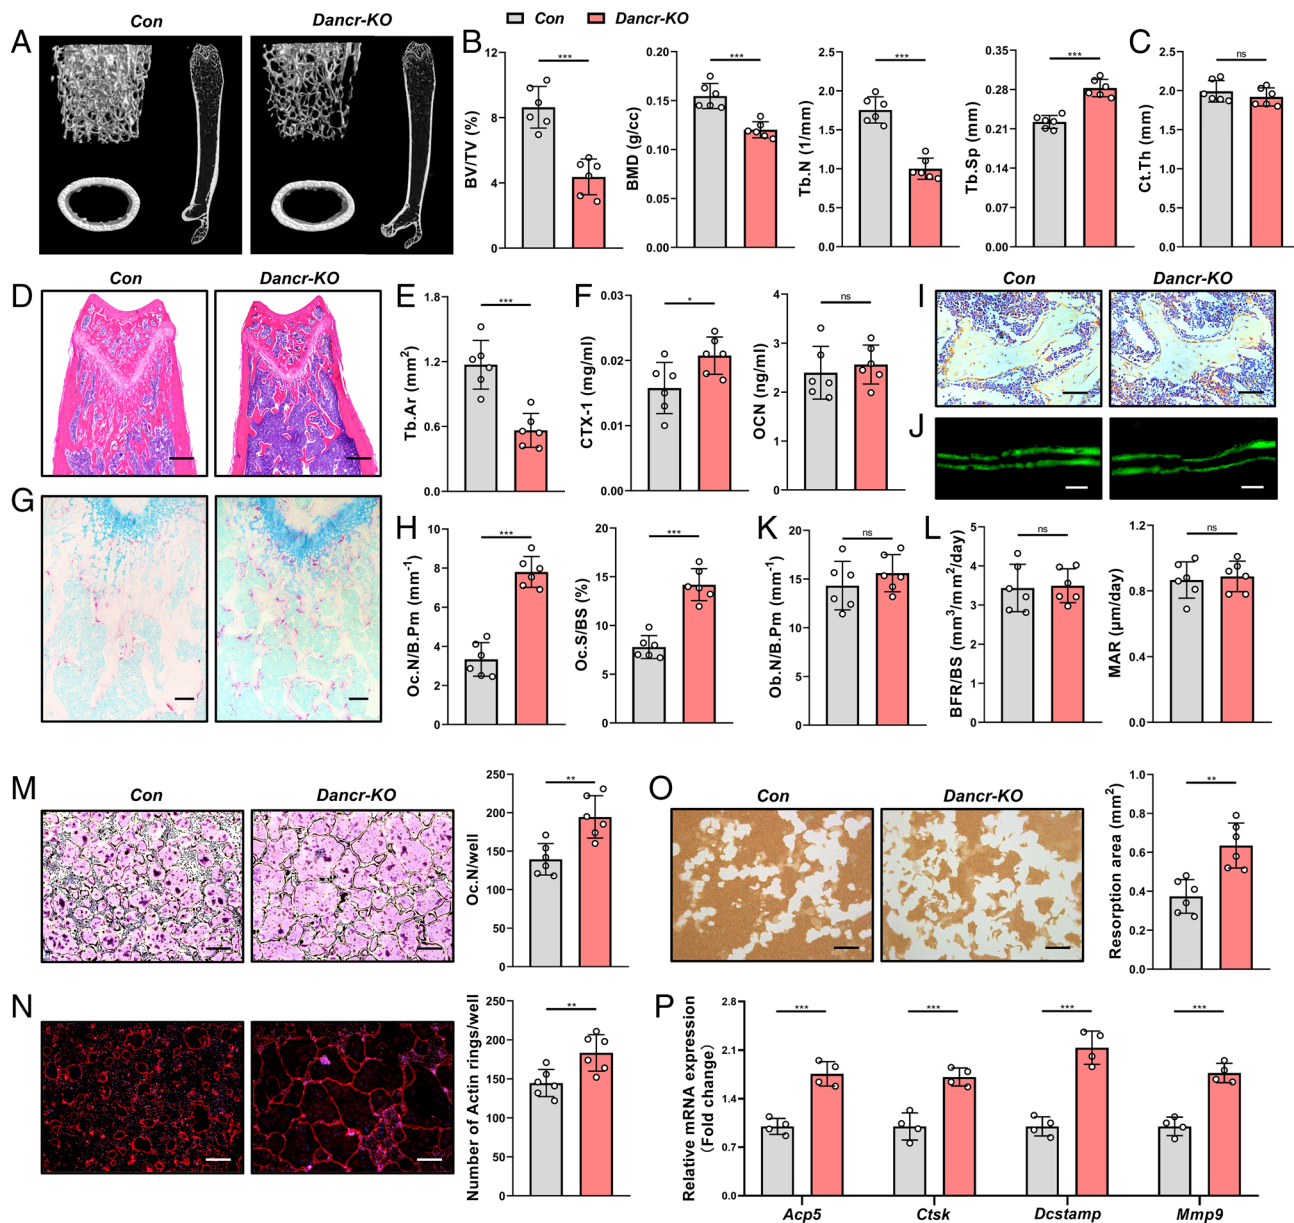 Con Dancr-KO
A
Con Dancr-KO
B
BV/TV (%)
12
8
4
0
***
BMD (g/cc)
0.20
0.15
0.10
0.05
0.00
***
Tb.N (1/mm)
2.5
2.0
1.5
1.0
0.5
0.0
***
Tb.Sp (mm)
0.35
0.28
0.21
0.14
0.07
0.00
***
C
Ct.Th (mm)
2.5
2.0
1.5
1.0
0.5
0.0
ns
D
Con Dancr-KO
E
Tb.Ar (mm²)
1.8
1.2
0.6
0.0
***
F
CTX-1 (mg/ml)
0.03
0.02
0.01
0.00
*
OCN (ng/ml)
4
3
2
1
0
ns
I
Con Dancr-KO
J
G
H
Oc.N/B.Pm (mm⁻¹)
10
8
6
4
2
0
***
Oc.S/BS (%)
20
15
10
5
0
***
K
Ob.N/B.Pm (mm⁻¹)
20
15
10
5
0
ns
L
BFR/BS (mm³/mm²/day)
5
4
3
2
1
0
ns
MAR (μm/day)
1.2
0.8
0.4
0.0
ns
M
Con Dancr-KO
Oc.N/well
250
200
150
100
50
0
**
O
Con Dancr-KO
Resorption area (mm²)
1.0
0.8
0.6
0.4
0.2
0.0
**
N
Number of Actin rings/well
250
200
150
100
50
0
**
P
Relative mRNA expression
(Fold change)
2.8
2.1
1.4
0.7
0.0
*** *** *** ***
Acp5 Ctsk Dcstamp Mmp9